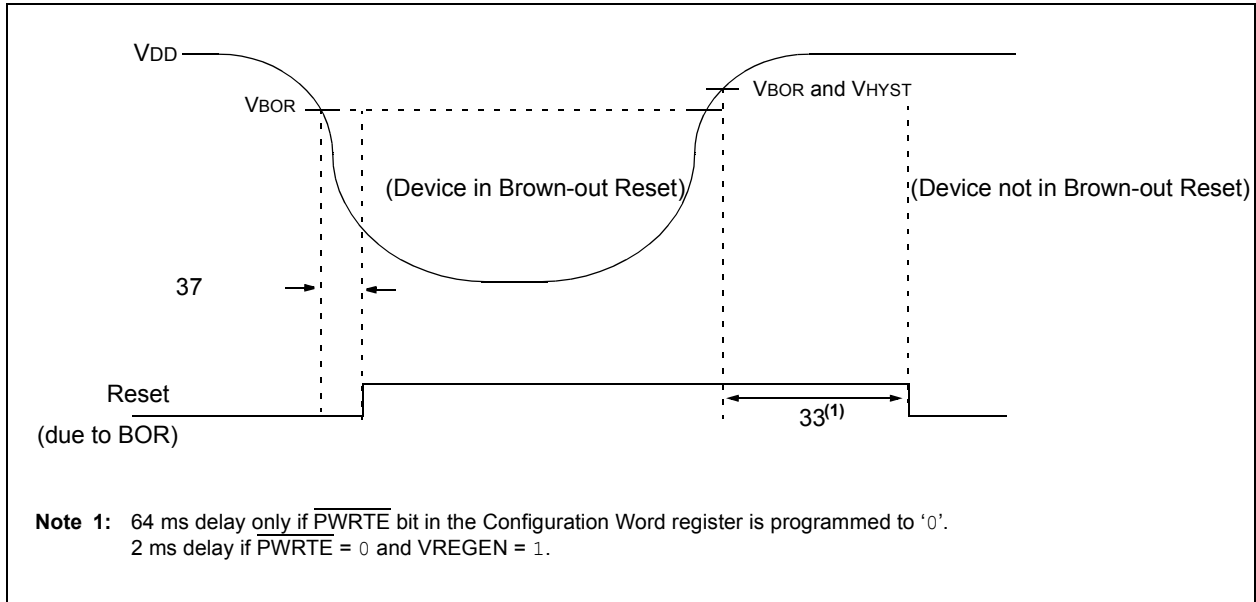 VDD
VBOR
VBOR and VHYST
(Device in Brown-out Reset)
(Device not in Brown-out Reset)
37
Reset
(due to BOR)
33(1)
Note 1: 64 ms delay only if PWRTE bit in the Configuration Word register is programmed to ‘0’.
2 ms delay if PWRTE = 0 and VREGEN = 1.